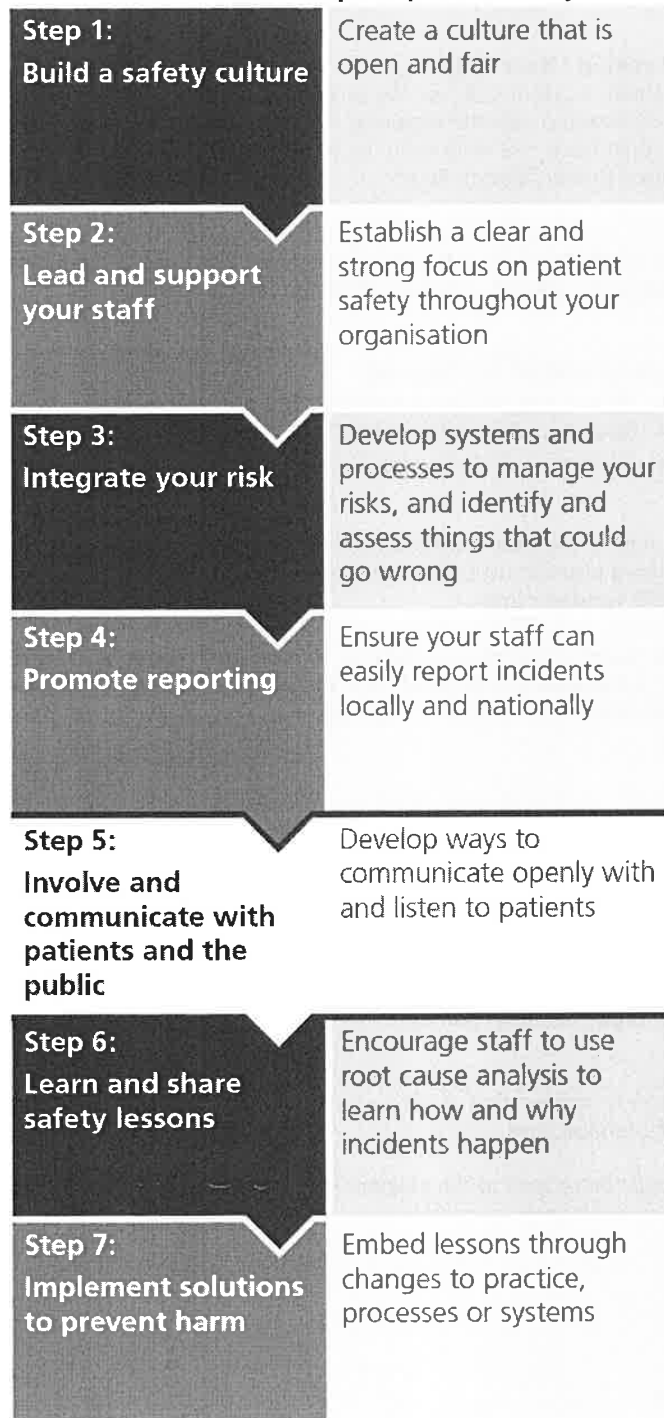 Step 1:
Build a safety culture
Create a culture that is
open and fair
Step 2:
Lead and support
your staff
Establish a clear and
strong focus on patient
safety throughout your
organisation
Step 3:
Integrate your risk
Develop systems and
processes to manage your
risks, and identify and
assess things that could
go wrong
Step 4:
Promote reporting
Ensure your staff can
easily report incidents
locally and nationally
Step 5:
Involve and
communicate with
patients and the
public
Develop ways to
communicate openly with
and listen to patients
Step 6:
Learn and share
safety lessons
Encourage staff to use
root cause analysis to
learn how and why
incidents happen
Step 7:
Implement solutions
to prevent harm
Embed lessons through
changes to practice,
processes or systems